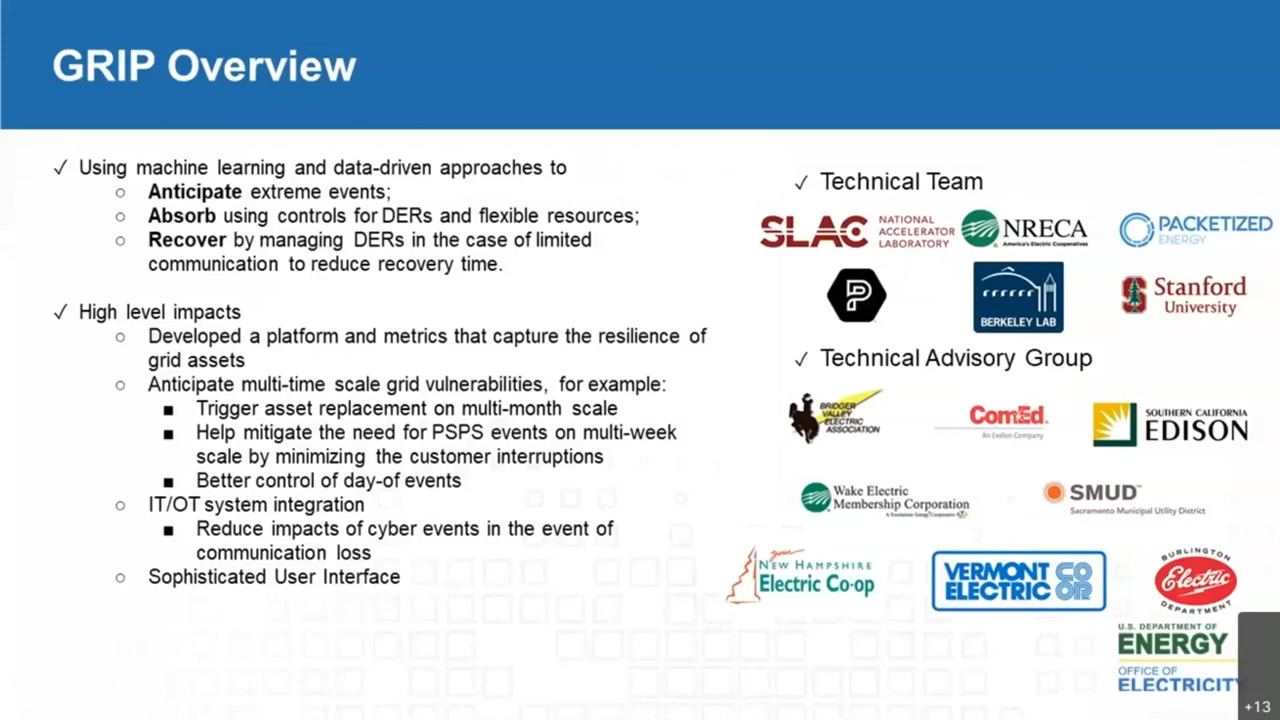 GRIP Overview
✓ Using machine learning and data-driven approaches to
○ Anticipate extreme events;
○ Absorb using controls for DERs and flexible resources;
○ Recover by managing DERs in the case of limited
communication to reduce recovery time.
✓ High level impacts
○ Developed a platform and metrics that capture the resilience of
grid assets
○ Anticipate multi-time scale grid vulnerabilities, for example:
■ Trigger asset replacement on multi-month scale
■ Help mitigate the need for PSPS events on multi-week
scale by minimizing the customer interruptions
■ Better control of day-of events
○ IT/OT system integration
■ Reduce impacts of cyber events in the event of
communication loss
○ Sophisticated User Interface
✓ Technical Team
SLAC NATIONAL
ACCELERATOR
LABORATORY
NRECA
America's Electric Cooperatives
PACKETIZED
ENERGY
P
BERKELEY LAB
Stanford
University
✓ Technical Advisory Group
BRIDGER
VALLEY
ELECTRIC
ASSOCIATION
ComEd
An Exelon Company
SOUTHERN CALIFORNIA
EDISON
Wake Electric
Membership Corporation
A Touchstone Energy Cooperative
SMUD™
Sacramento Municipal Utility District
your
NEW HAMPSHIRE
Electric Co-op
VERMONT
ELECTRIC
CO
OP
BURLINGTON
Electric
DEPARTMENT
U.S. DEPARTMENT OF
ENERGY
OFFICE OF
ELECTRICITY
+13